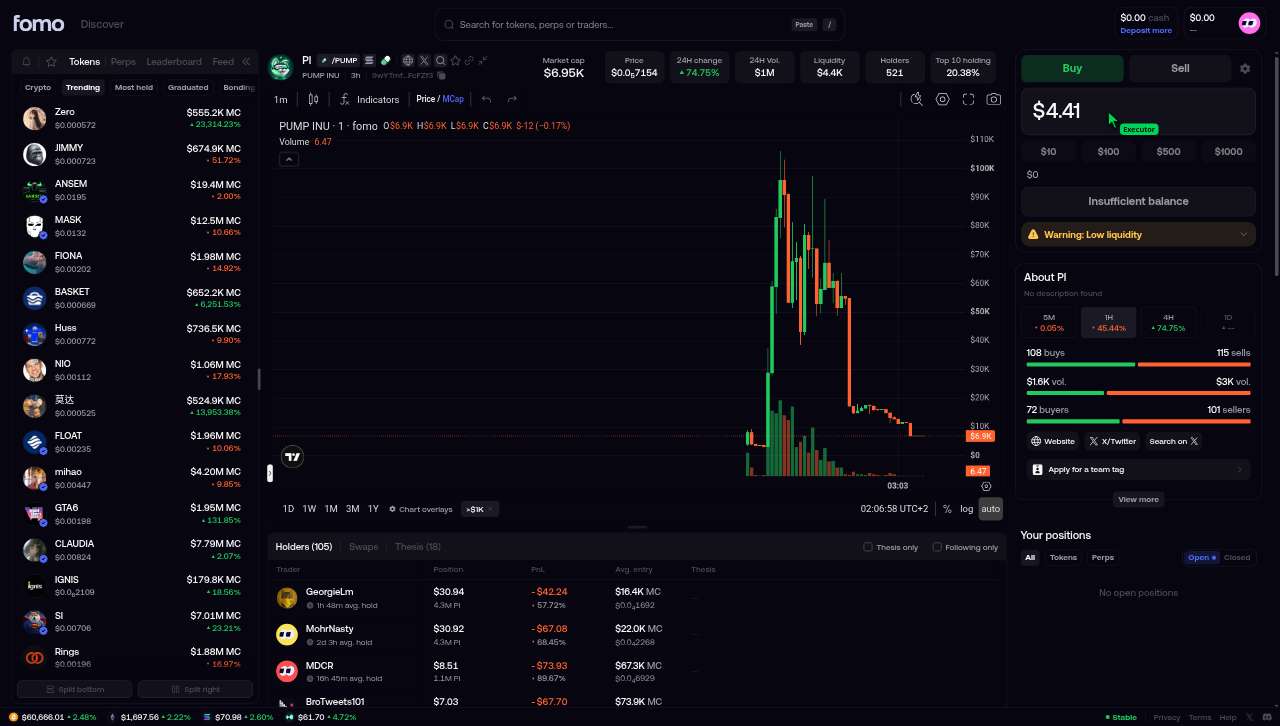 fomo
Discover
Search for tokens, perps or traders...
Paste
/
$0.00 cash
Deposit more
$0.00
—
Tokens Perps Leaderboard Feed
Crypto Trending Most held Graduated Bonding
Zero $555.2K MC
$0.000572 23,314.23%
JIMMY $674.9K MC
$0.000723 51.72%
ANSEM $19.4M MC
$0.0195 2.00%
MASK $12.5M MC
$0.0132 10.66%
FIONA $1.98M MC
$0.00202 14.92%
BASKET $652.2K MC
$0.000669 6,251.53%
Huss $736.5K MC
$0.000772 9.90%
NIO $1.06M MC
$0.00112 17.93%
莫达 $524.9K MC
$0.000525 13,953.38%
FLOAT $1.96M MC
$0.00235 10.06%
mihao $4.20M MC
$0.00447 9.85%
GTA6 $1.95M MC
$0.00198 131.85%
CLAUDIA $7.79M MC
$0.00824 2.07%
IGNIS $179.8K MC
$0.0₆2109 18.56%
SI $7.01M MC
$0.00706 23.21%
Rings $1.88M MC
$0.00196 16.97%
Split bottom Split right
PI /PUMP
PUMP INU 3h
Market cap
$6.95K
Price
$0.0₅7154
24H change
74.75%
24H Vol.
$1M
Liquidity
$4.4K
Holders
521
Top 10 holding
20.38%
1m Indicators Price / MCap
PUMP INU · 1 · fomo O$6.9K H$6.9K L$6.9K C$6.9K $-12 (−0.17%)
Volume 6.47
$110K
$100K
$90K
$80K
$70K
$60K
$50K
$40K
$30K
$20K
$10K
$6.9K
$0
6.47
03:03
1D 1W 1M 3M 1Y Chart overlays >$1K
02:06:58 UTC+2 % log auto
Holders (105) Swaps Thesis (18)
Thesis only Following only
Trader Position PnL Avg. entry Thesis
GeorgieLm $30.94 - $42.24 $16.4K MC
1h 48m avg. hold 4.3M PI 57.72% $0.0₄1692
MohrNasty $30.92 - $67.08 $22.0K MC
2d 3h avg. hold 4.3M PI 68.45% $0.0₄2268
MDCR $8.51 - $73.93 $67.3K MC
16h 45m avg. hold 1.1M PI 89.67% $0.0₄6929
BroTweets101 $7.03 - $67.70 $73.9K MC
Buy Sell
$4.41
Executor
$10 $100 $500 $1000
$0
Insufficient balance
Warning: Low liquidity
About PI
No description found
5M 1H 4H 1D
0.05% 45.44% 74.75% --
108 buys 115 sells
$1.6K vol. $3K vol.
72 buyers 101 sellers
Website X/Twitter Search on X
Apply for a team tag
View more
Your positions
All Tokens Perps Open Closed
No open positions
$60,666.01 2.48% $1,697.56 2.22% $70.98 2.60% $61.70 4.72%
Stable Privacy Terms Help